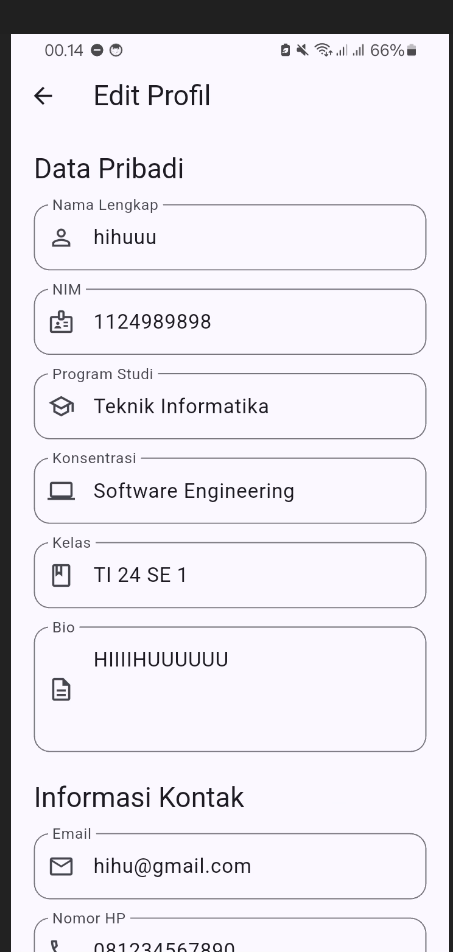 00.14
66%
Edit Profil
Data Pribadi
Nama Lengkap
hihuuu
NIM
1124989898
Program Studi
Teknik Informatika
Konsentrasi
Software Engineering
Kelas
TI 24 SE 1
Bio
HIIIIHUUUUUU
Informasi Kontak
Email
hihu@gmail.com
Nomor HP
081234567890